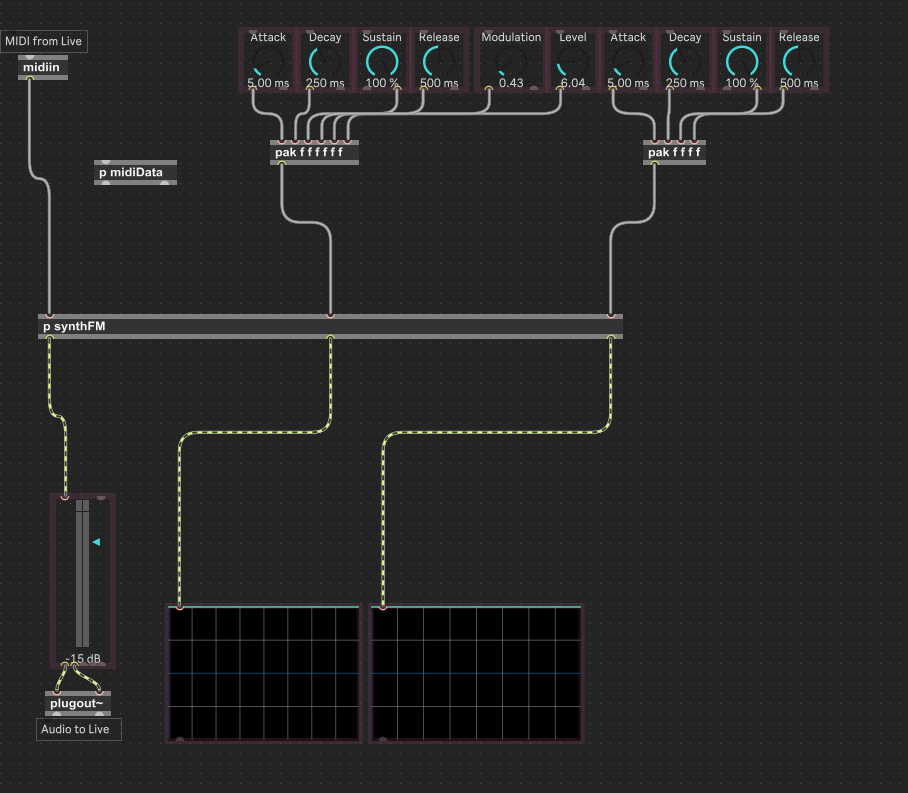 MIDI from Live
midiin
Attack
Decay
Sustain
Release
Modulation
Level
Attack
Decay
Sustain
Release
5.00 ms
250 ms
100 %
500 ms
0.43
6.04
5.00 ms
250 ms
100 %
500 ms
pak f f f f f f
pak f f f f
p midiData
p synthFM
-15 dB
plugout~
Audio to Live